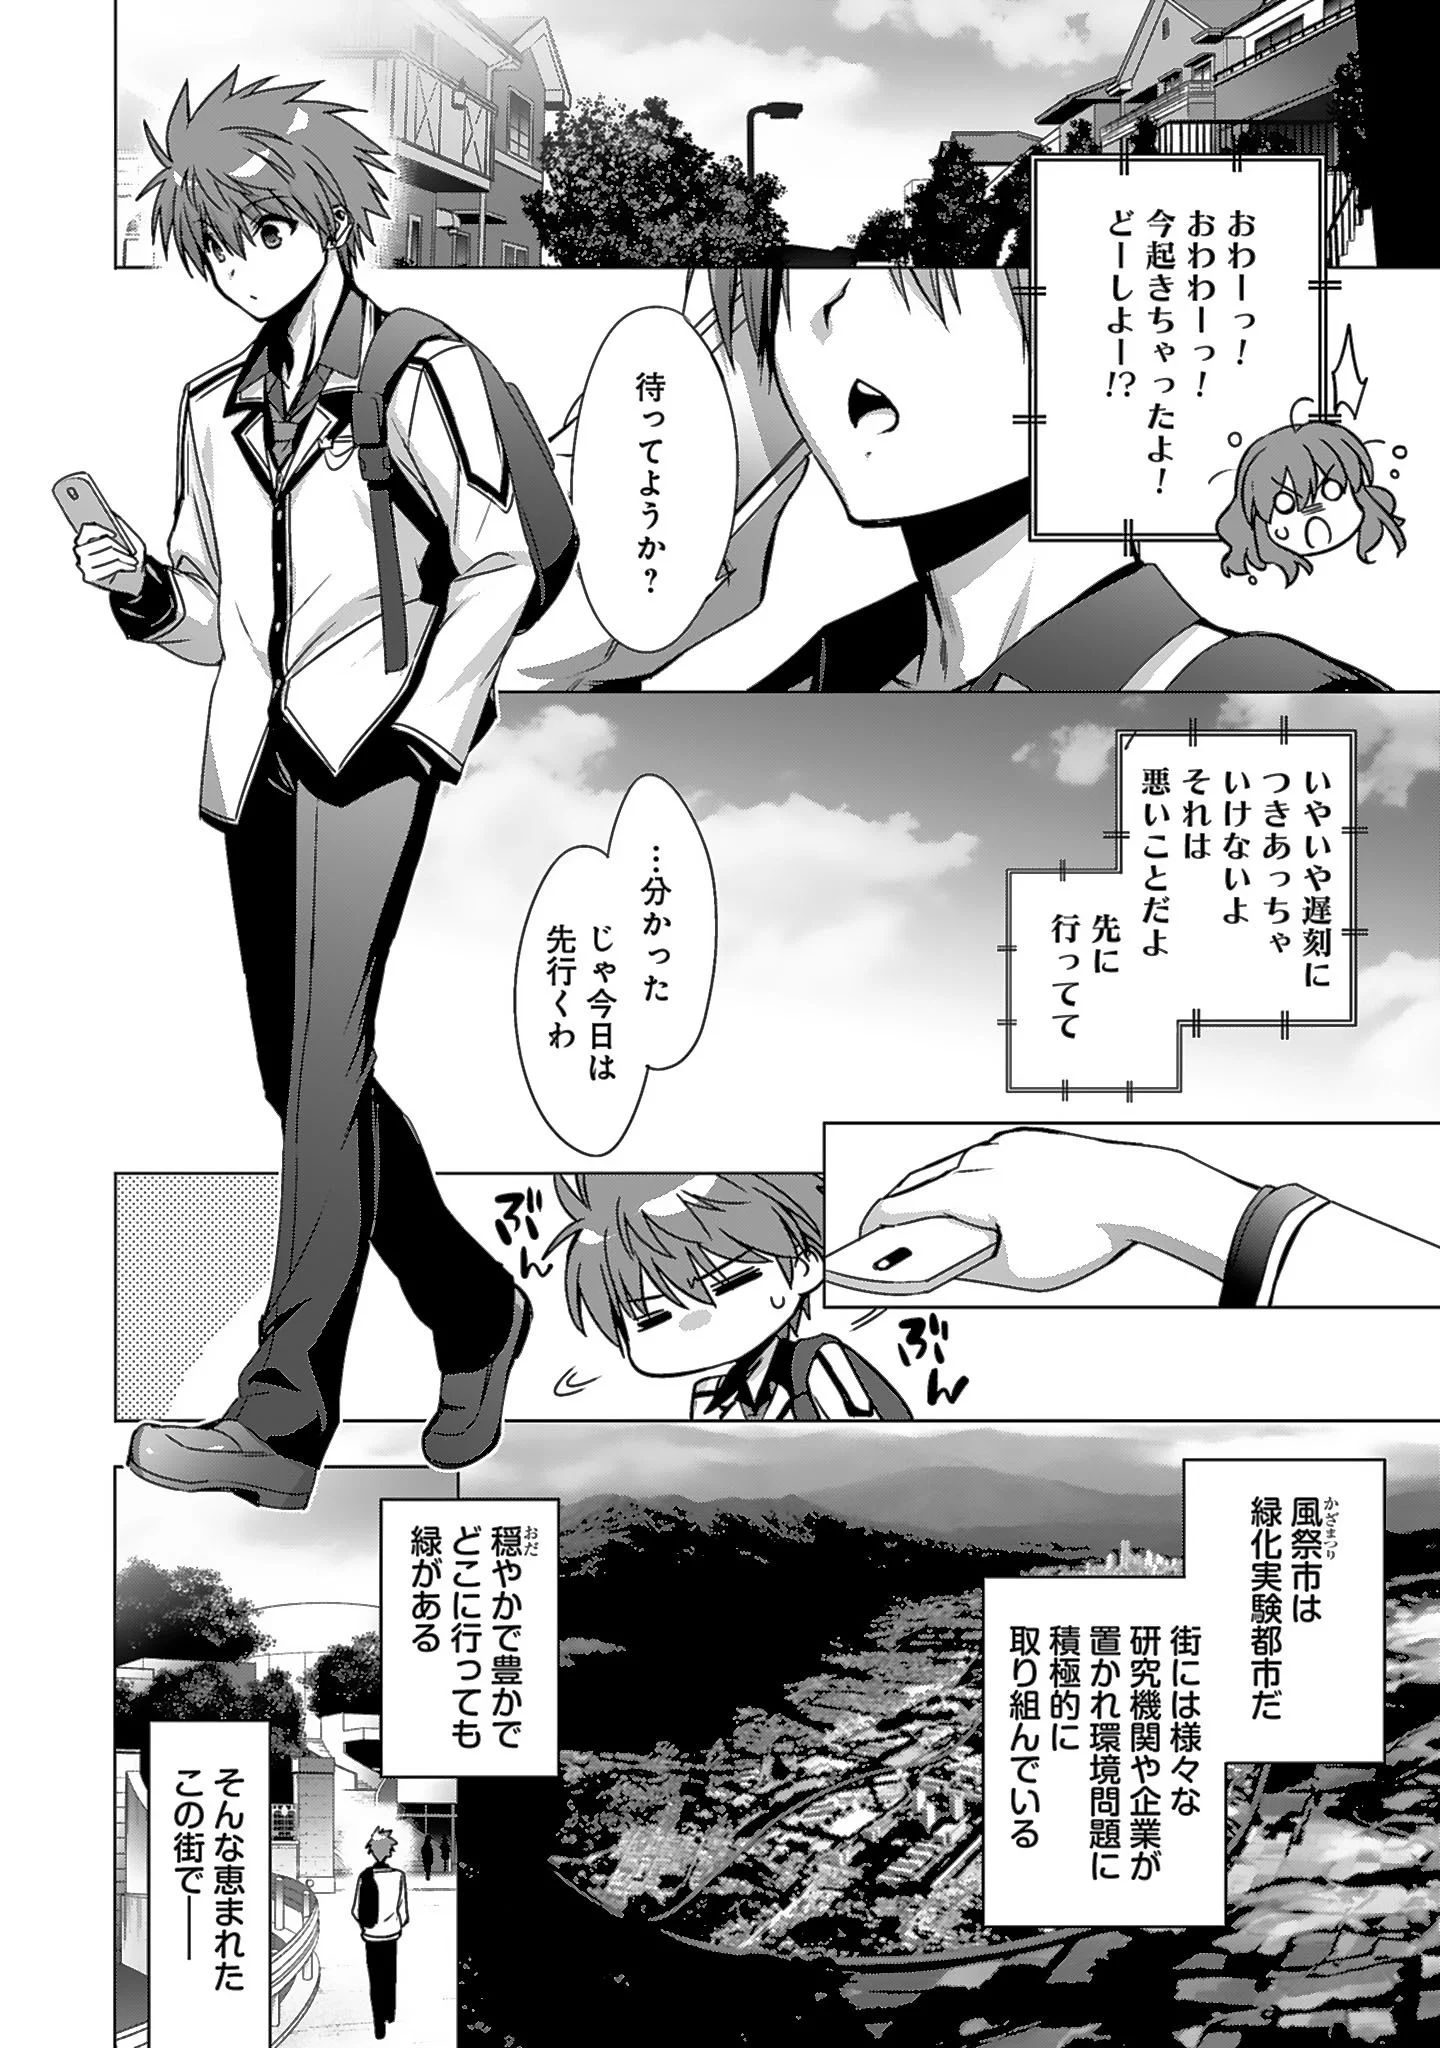 おわーっ！
おわわーっ！
今起きちゃったよ！
どーしよー！？
待ってようか？
いやいや遅刻に
つきあっちゃ
いけないよ
それは
悪いことだよ
先に
行ってて
…分かった
じゃ今日は
先行くわ
ぶん
ぶん
風祭市は
かざまつり
緑化実験都市だ
街には様々な
研究機関や企業が
置かれ環境問題に
積極的に
取り組んでいる
穏やかで豊かで
おだ
どこに行っても
緑がある
そんな恵まれた
この街で――